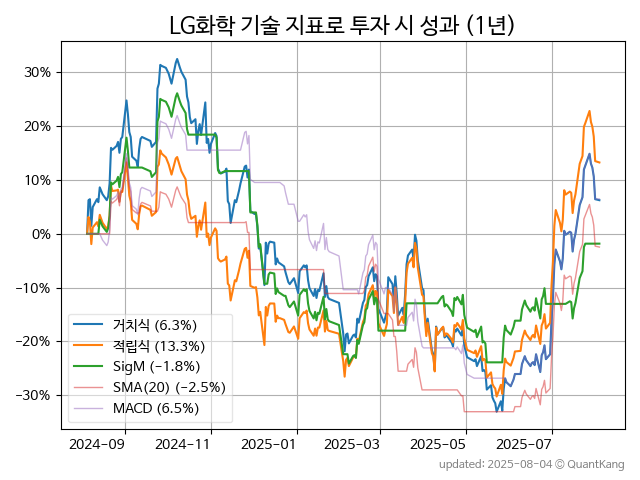 LG화학 기술 지표로 투자 시 성과 (1년)
30%
20%
10%
0%
−10%
−20%
−30%
거치식 (6.3%)
적립식 (13.3%)
SigM (−1.8%)
SMA(20) (−2.5%)
MACD (6.5%)
2024-09 2024-11 2025-01 2025-03 2025-05 2025-07
updated: 2025-08-04 © QuantKang